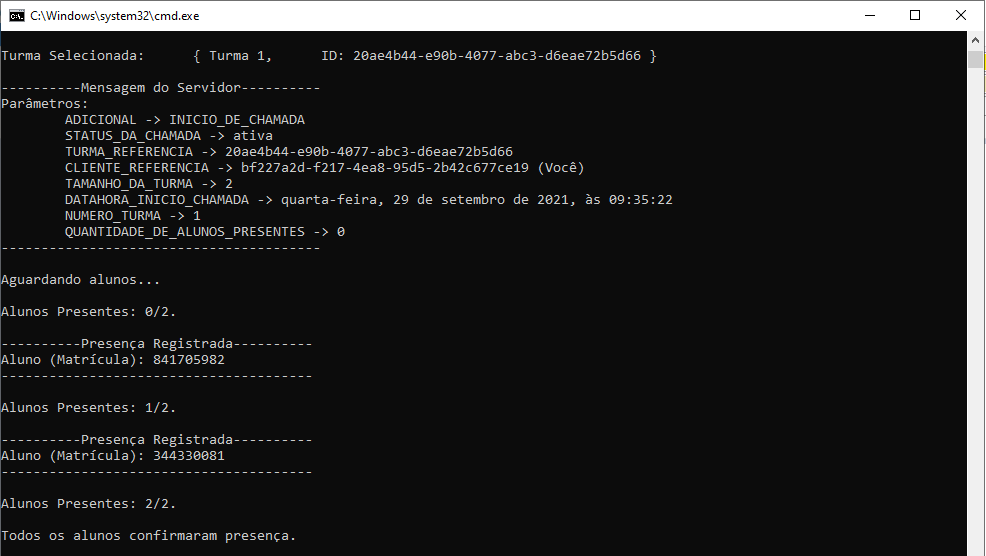 C:\Windows\system32\cmd.exe
Turma Selecionada:      { Turma 1,      ID: 20ae4b44-e90b-4077-abc3-d6eae72b5d66 }
----------Mensagem do Servidor----------
Parâmetros:
        ADICIONAL -> INICIO_DE_CHAMADA
        STATUS_DA_CHAMADA -> ativa
        TURMA_REFERENCIA -> 20ae4b44-e90b-4077-abc3-d6eae72b5d66
        CLIENTE_REFERENCIA -> bf227a2d-f217-4ea8-95d5-2b42c677ce19 (Você)
        TAMANHO_DA_TURMA -> 2
        DATAHORA_INICIO_CHAMADA -> quarta-feira, 29 de setembro de 2021, às 09:35:22
        NUMERO_TURMA -> 1
        QUANTIDADE_DE_ALUNOS_PRESENTES -> 0
----------------------------------------
Aguardando alunos...
Alunos Presentes: 0/2.
----------Presença Registrada----------
Aluno (Matrícula): 841705982
---------------------------------------
Alunos Presentes: 1/2.
----------Presença Registrada----------
Aluno (Matrícula): 344330081
---------------------------------------
Alunos Presentes: 2/2.
Todos os alunos confirmaram presença.